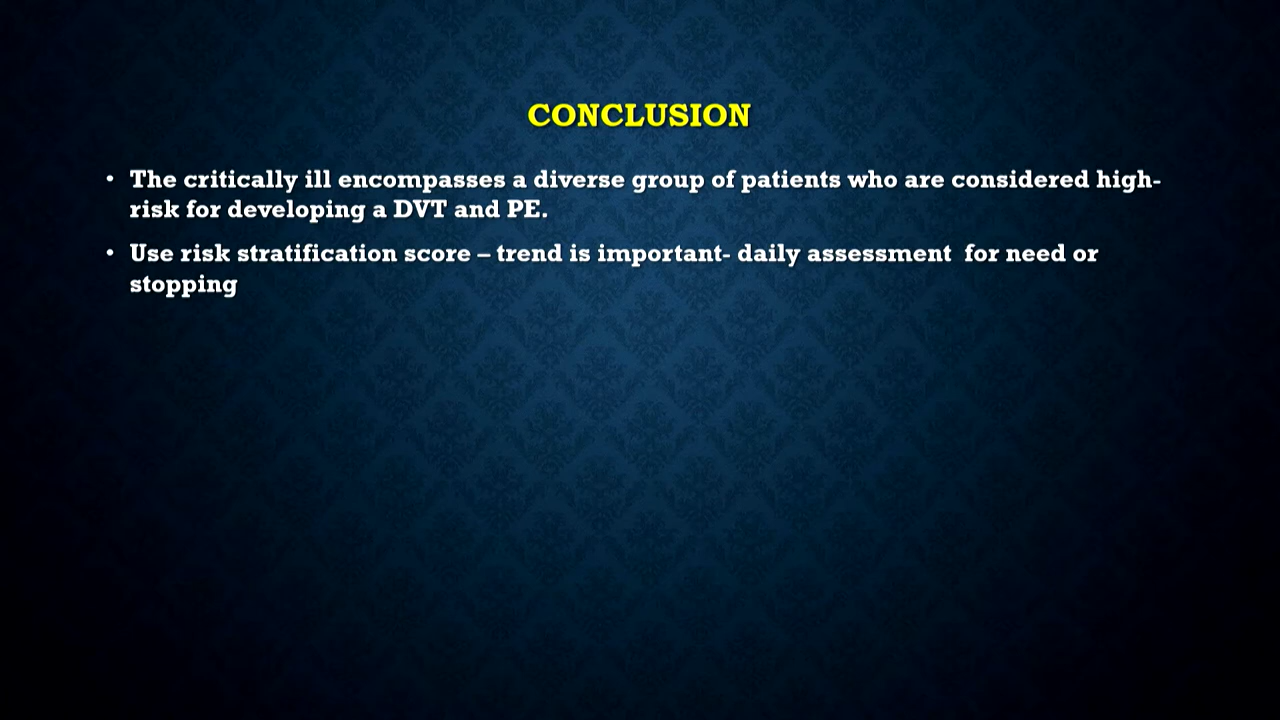 CONCLUSION
• The critically ill encompasses a diverse group of patients who are considered high-
risk for developing a DVT and PE.
• Use risk stratification score – trend is important- daily assessment  for need or
stopping